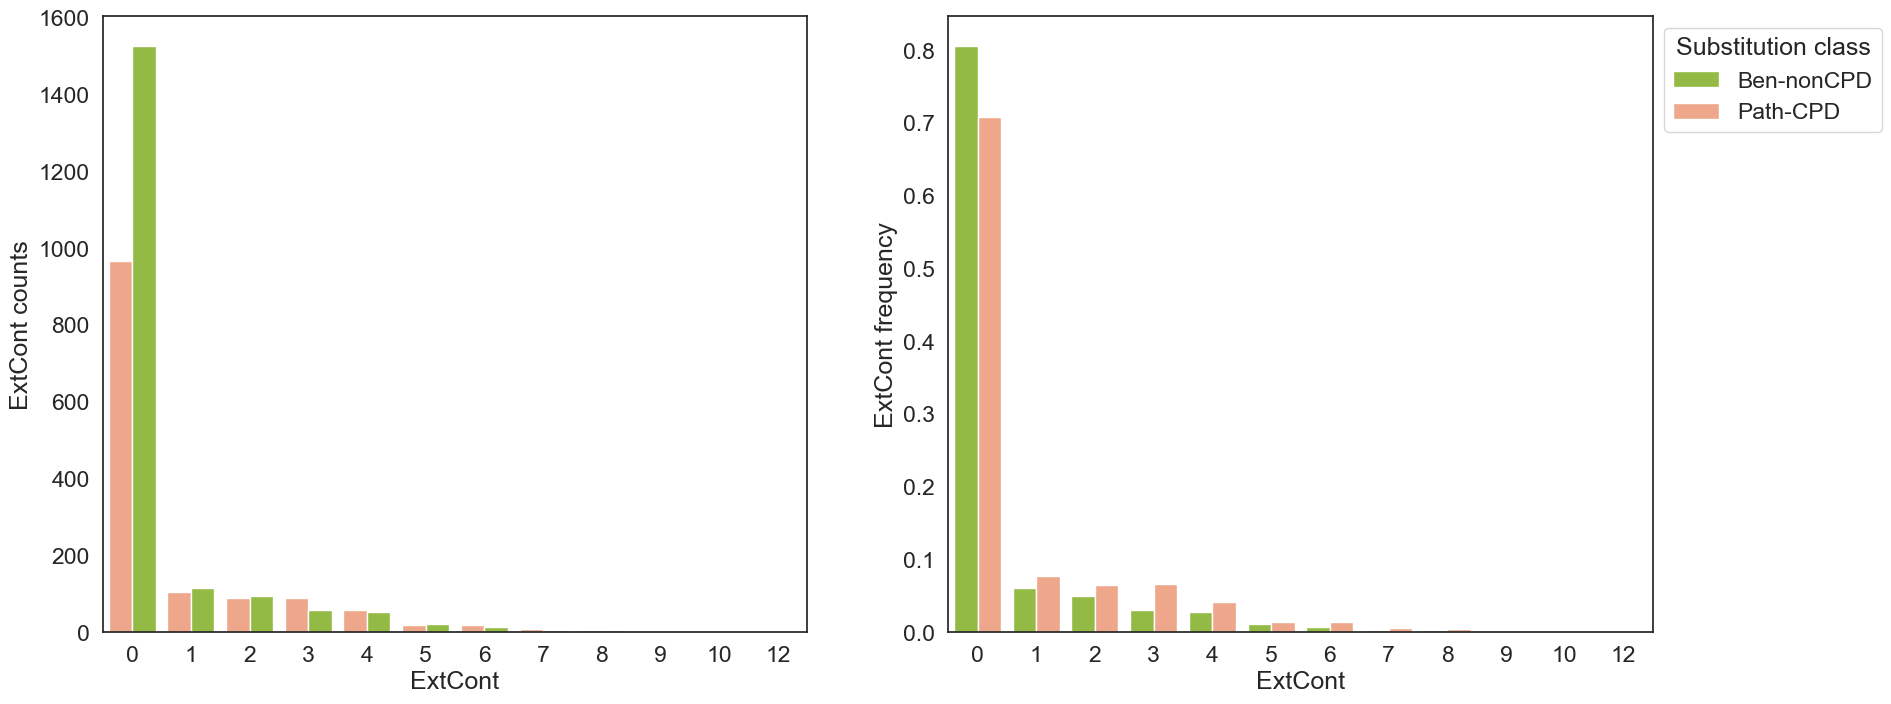 1600
1400
1200
1000
800
600
400
200
0
ExtCont counts
0 1 2 3 4 5 6 7 8 9 10 12
ExtCont
0.8
0.7
0.6
0.5
0.4
0.3
0.2
0.1
0.0
ExtCont frequency
0 1 2 3 4 5 6 7 8 9 10 12
ExtCont
Substitution class
Ben-nonCPD
Path-CPD